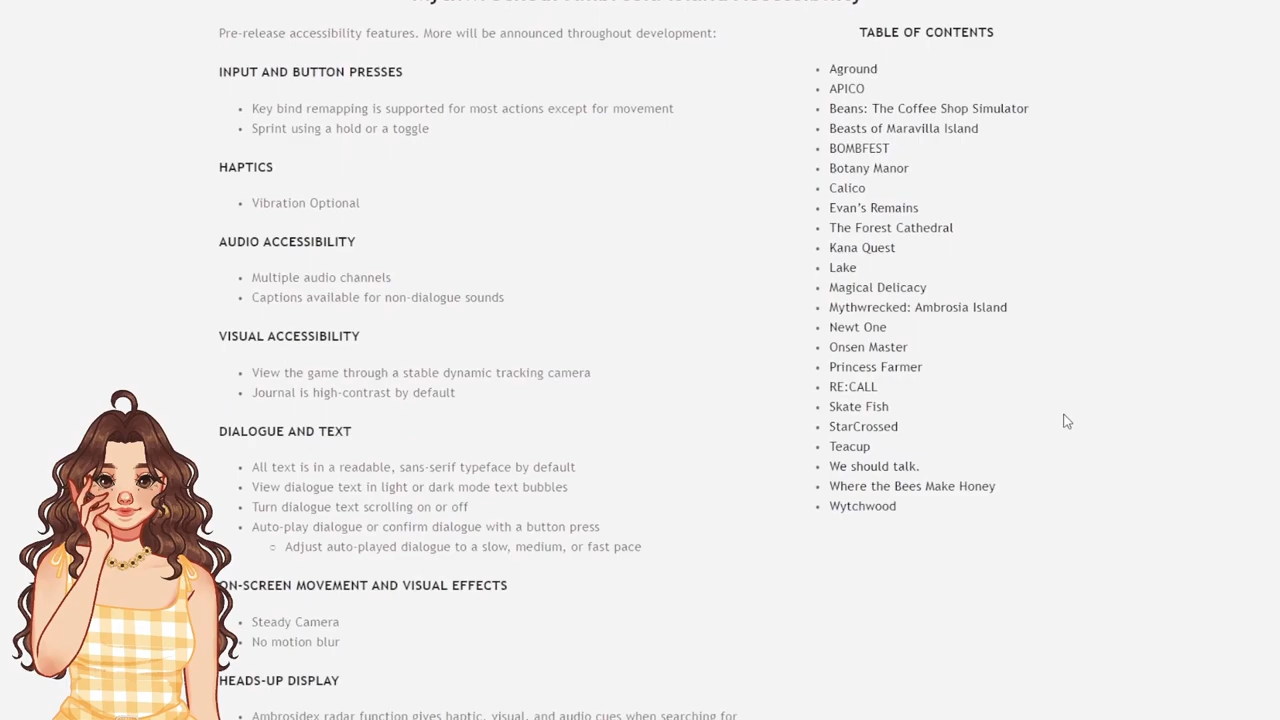 Mythwrecked: Ambrosia Island Accessibility
Pre-release accessibility features. More will be announced throughout development:
INPUT AND BUTTON PRESSES
• Key bind remapping is supported for most actions except for movement
• Sprint using a hold or a toggle
HAPTICS
• Vibration Optional
AUDIO ACCESSIBILITY
• Multiple audio channels
• Captions available for non-dialogue sounds
VISUAL ACCESSIBILITY
• View the game through a stable dynamic tracking camera
• Journal is high-contrast by default
DIALOGUE AND TEXT
• All text is in a readable, sans-serif typeface by default
• View dialogue text in light or dark mode text bubbles
• Turn dialogue text scrolling on or off
• Auto-play dialogue or confirm dialogue with a button press
○ Adjust auto-played dialogue to a slow, medium, or fast pace
ON-SCREEN MOVEMENT AND VISUAL EFFECTS
• Steady Camera
• No motion blur
HEADS-UP DISPLAY
• Ambrosidex radar function gives haptic, visual, and audio cues when searching for
TABLE OF CONTENTS
• Aground
• APICO
• Beans: The Coffee Shop Simulator
• Beasts of Maravilla Island
• BOMBFEST
• Botany Manor
• Calico
• Evan's Remains
• The Forest Cathedral
• Kana Quest
• Lake
• Magical Delicacy
• Mythwrecked: Ambrosia Island
• Newt One
• Onsen Master
• Princess Farmer
• RE:CALL
• Skate Fish
• StarCrossed
• Teacup
• We should talk.
• Where the Bees Make Honey
• Wytchwood